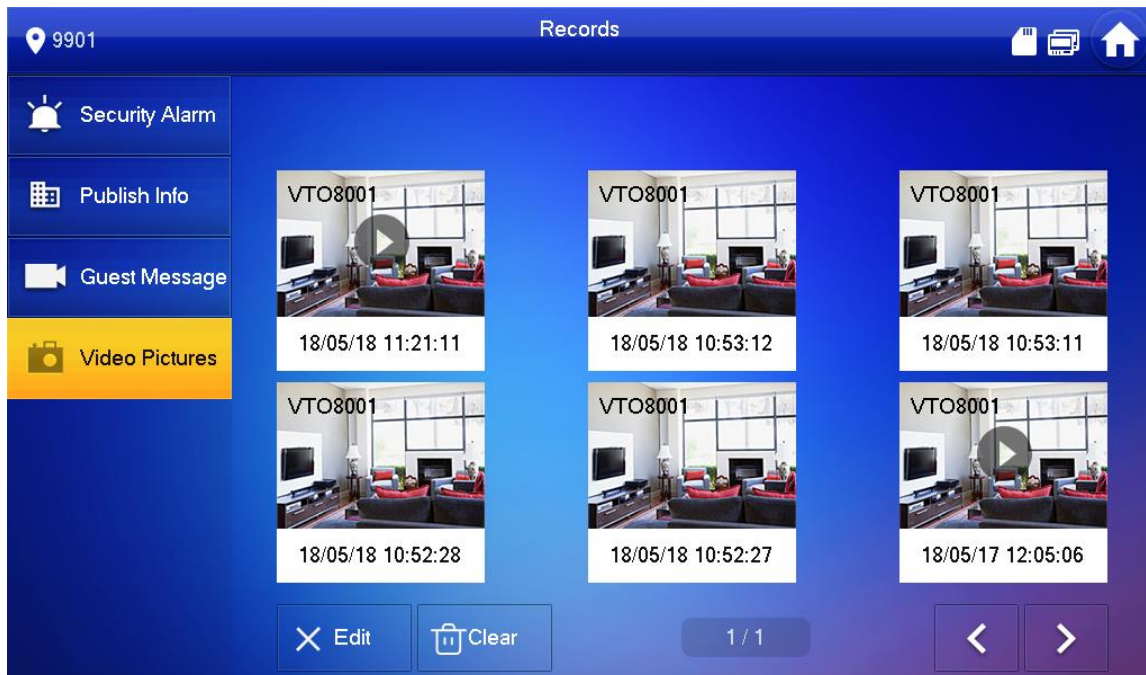 9901
Records
Security Alarm
Publish Info
Guest Message
Video Pictures
VTO8001
VTO8001
VTO8001
18/05/18 11:21:11
18/05/18 10:53:12
18/05/18 10:53:11
VTO8001
VTO8001
VTO8001
18/05/18 10:52:28
18/05/18 10:52:27
18/05/17 12:05:06
Edit
Clear
1 / 1